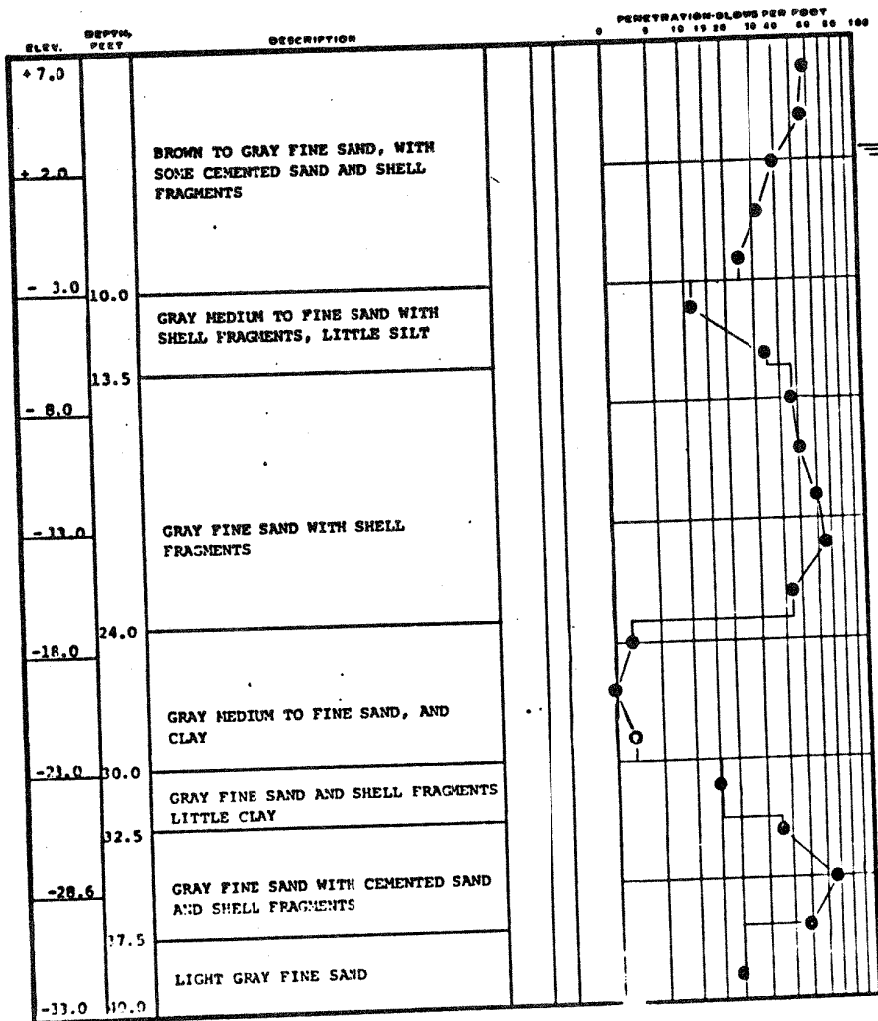 PENETRATION-BLOWS PER FOOT
ELEV. DEPTH, FEET DESCRIPTION 0 5 10 15 20 30 40 60 80 100
+ 7.0
BROWN TO GRAY FINE SAND, WITH
SOME CEMENTED SAND AND SHELL
FRAGMENTS
+ 2.0
- 3.0 10.0
GRAY MEDIUM TO FINE SAND WITH
SHELL FRAGMENTS, LITTLE SILT
13.5
- 8.0
GRAY FINE SAND WITH SHELL
FRAGMENTS
-13.0
24.0
-18.0
GRAY MEDIUM TO FINE SAND, AND
CLAY
30.0
GRAY FINE SAND AND SHELL FRAGMENTS
LITTLE CLAY
32.5
GRAY FINE SAND WITH CEMENTED SAND
AND SHELL FRAGMENTS
-28.6
37.5
LIGHT GRAY FINE SAND
-33.0 40.0